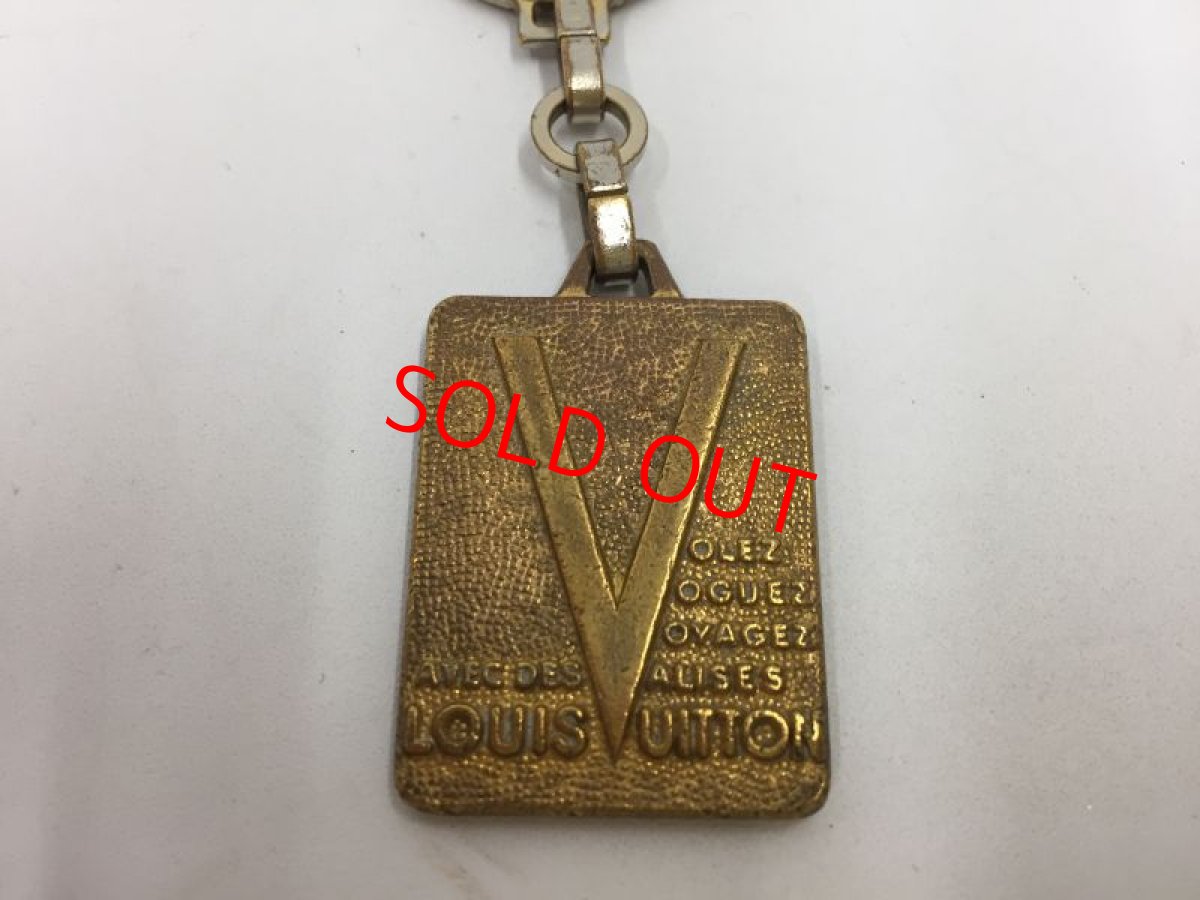 SOLD OUT
V
OLEZ
OGUEZ
OYAGEZ
AVEC DES ALISES
LOUIS UITTON